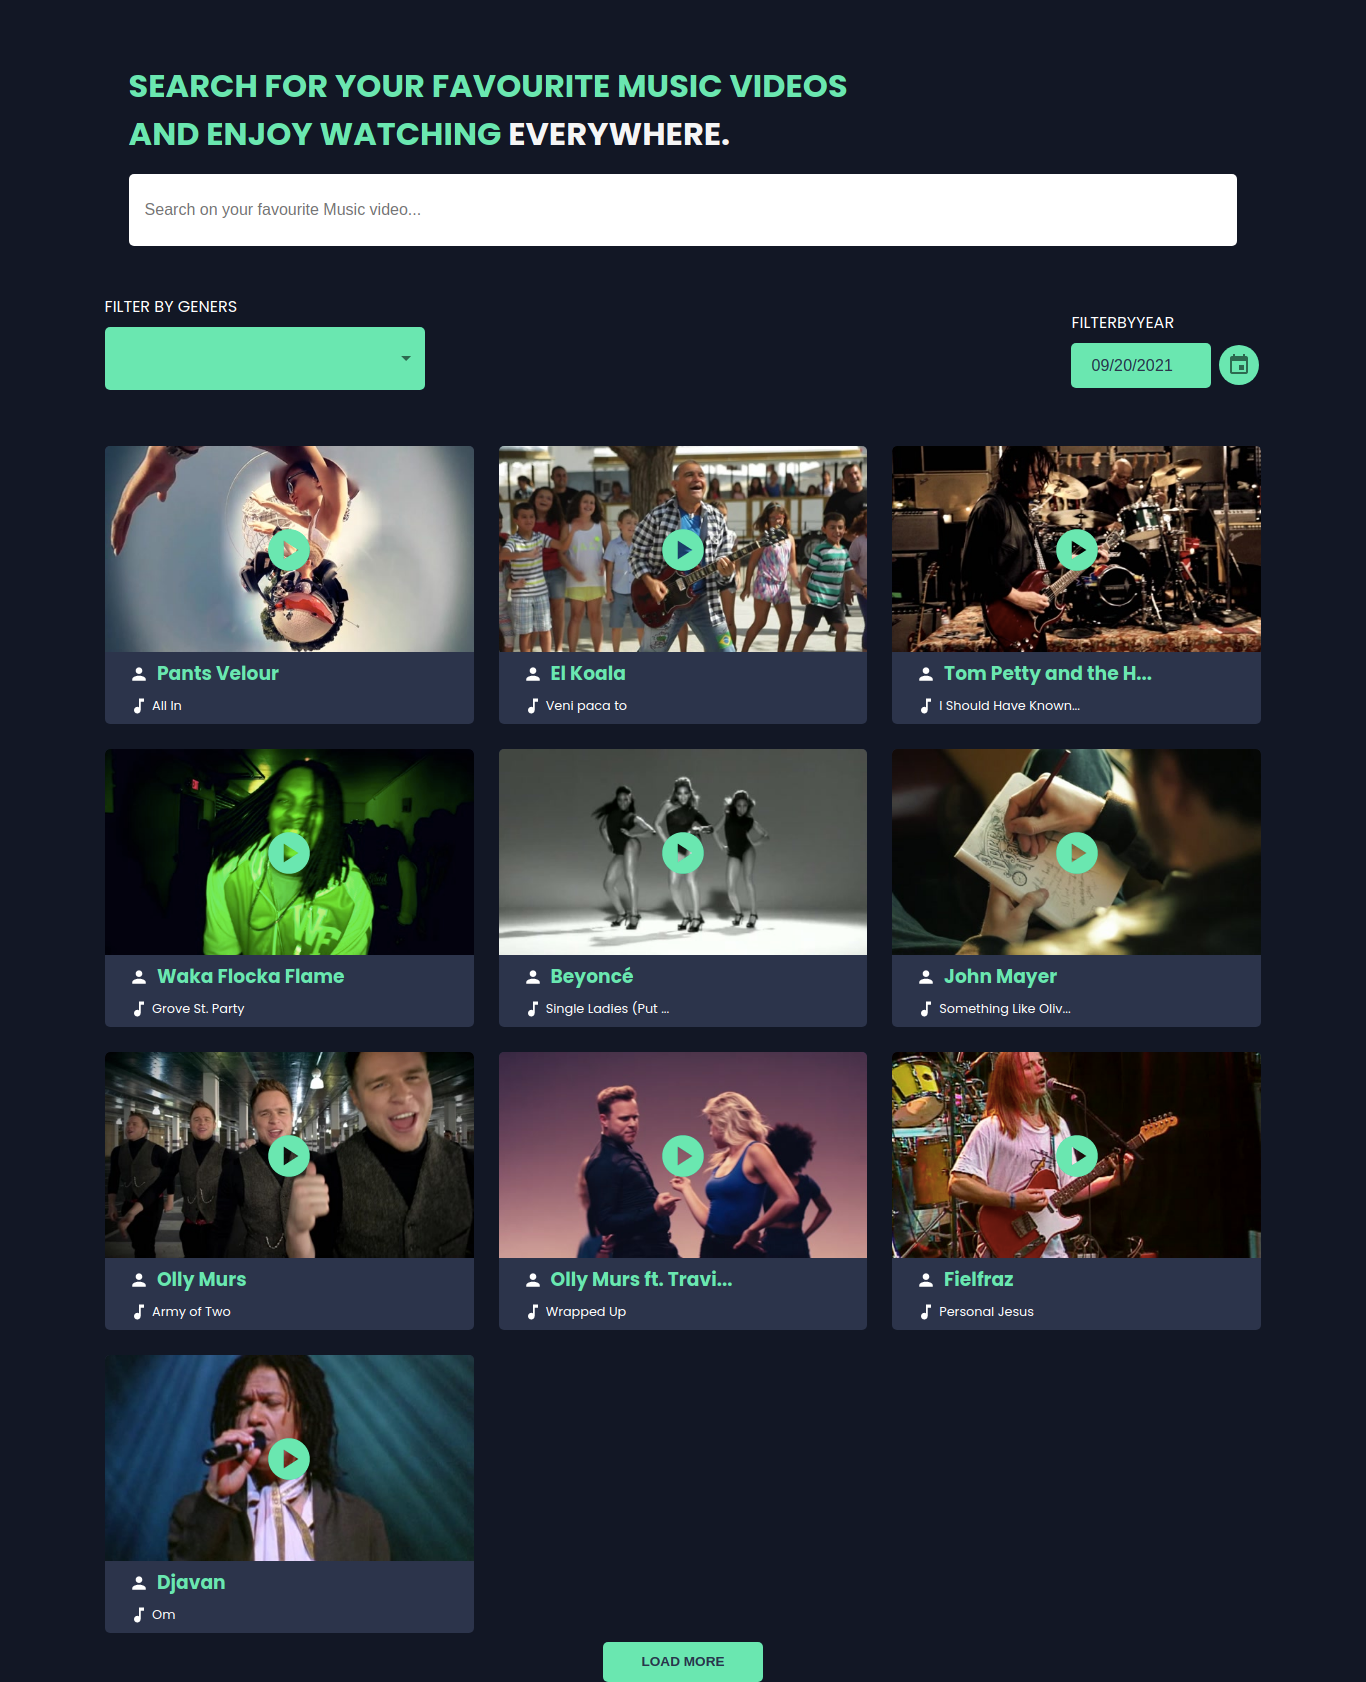 SEARCH FOR YOUR FAVOURITE MUSIC VIDEOS
AND ENJOY WATCHING EVERYWHERE.
Search on your favourite Music video...
FILTER BY GENERS
FILTERBYYEAR
09/20/2021
Pants Velour
All In
El Koala
Veni paca to
Tom Petty and the H...
I Should Have Known...
Waka Flocka Flame
Grove St. Party
Beyoncé
Single Ladies (Put ...
John Mayer
Something Like Oliv...
Olly Murs
Army of Two
Olly Murs ft. Travi...
Wrapped Up
Fielfraz
Personal Jesus
Djavan
Om
LOAD MORE